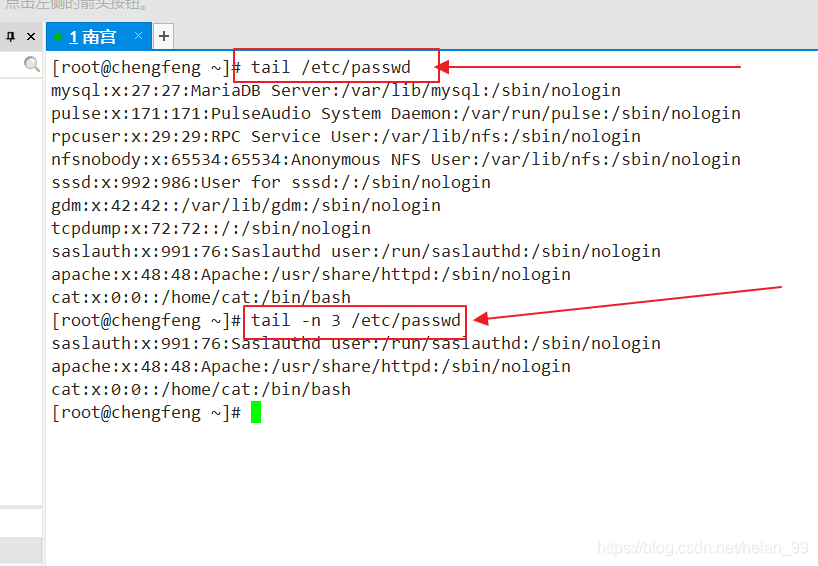 点击左侧的箭头按钮。
1 南宫 × +
[root@chengfeng ~]# tail /etc/passwd
mysql:x:27:27:MariaDB Server:/var/lib/mysql:/sbin/nologin
pulse:x:171:171:PulseAudio System Daemon:/var/run/pulse:/sbin/nologin
rpcuser:x:29:29:RPC Service User:/var/lib/nfs:/sbin/nologin
nfsnobody:x:65534:65534:Anonymous NFS User:/var/lib/nfs:/sbin/nologin
sssd:x:992:986:User for sssd:/:/sbin/nologin
gdm:x:42:42::/var/lib/gdm:/sbin/nologin
tcpdump:x:72:72::/:/sbin/nologin
saslauth:x:991:76:Saslauthd user:/run/saslauthd:/sbin/nologin
apache:x:48:48:Apache:/usr/share/httpd:/sbin/nologin
cat:x:0:0::/home/cat:/bin/bash
[root@chengfeng ~]# tail -n 3 /etc/passwd
saslauth:x:991:76:Saslauthd user:/run/saslauthd:/sbin/nologin
apache:x:48:48:Apache:/usr/share/httpd:/sbin/nologin
cat:x:0:0::/home/cat:/bin/bash
[root@chengfeng ~]#
https://blog.csdn.net/heian_99